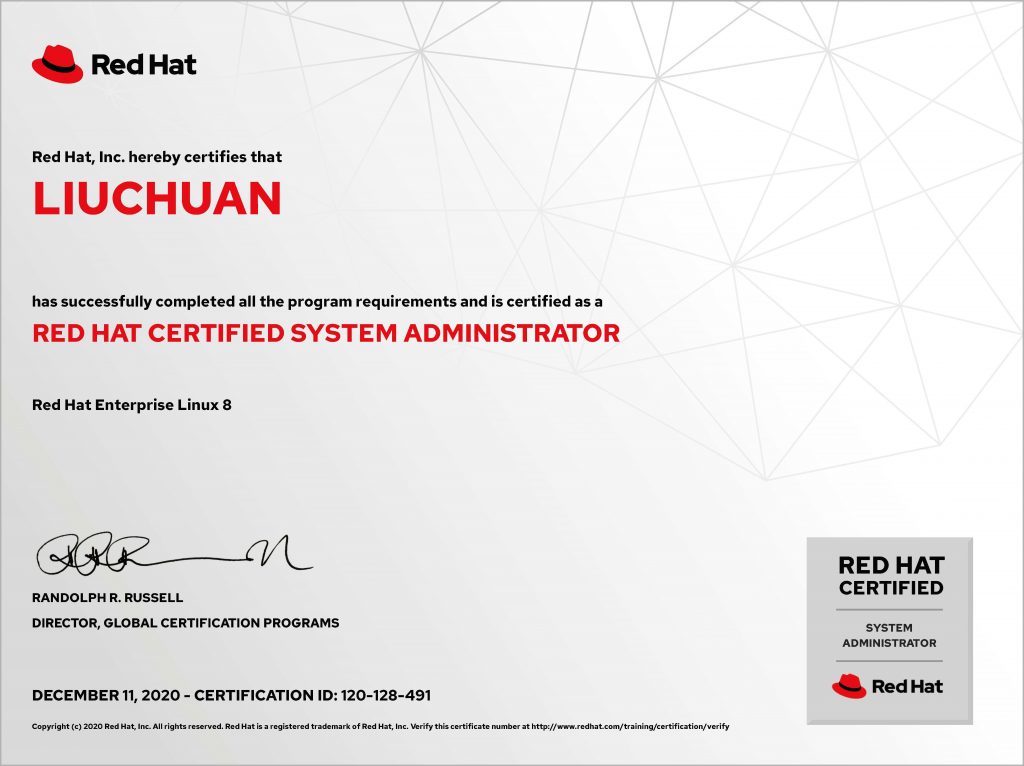 Red Hat
Red Hat, Inc. hereby certifies that
LIUCHUAN
has successfully completed all the program requirements and is certified as a
RED HAT CERTIFIED SYSTEM ADMINISTRATOR
Red Hat Enterprise Linux 8
RANDOLPH R. RUSSELL
DIRECTOR, GLOBAL CERTIFICATION PROGRAMS
DECEMBER 11, 2020 - CERTIFICATION ID: 120-128-491
Copyright (c) 2020 Red Hat, Inc. All rights reserved. Red Hat is a registered trademark of Red Hat, Inc. Verify this certificate number at http://www.redhat.com/training/certification/verify
RED HAT
CERTIFIED
SYSTEM
ADMINISTRATOR
Red Hat